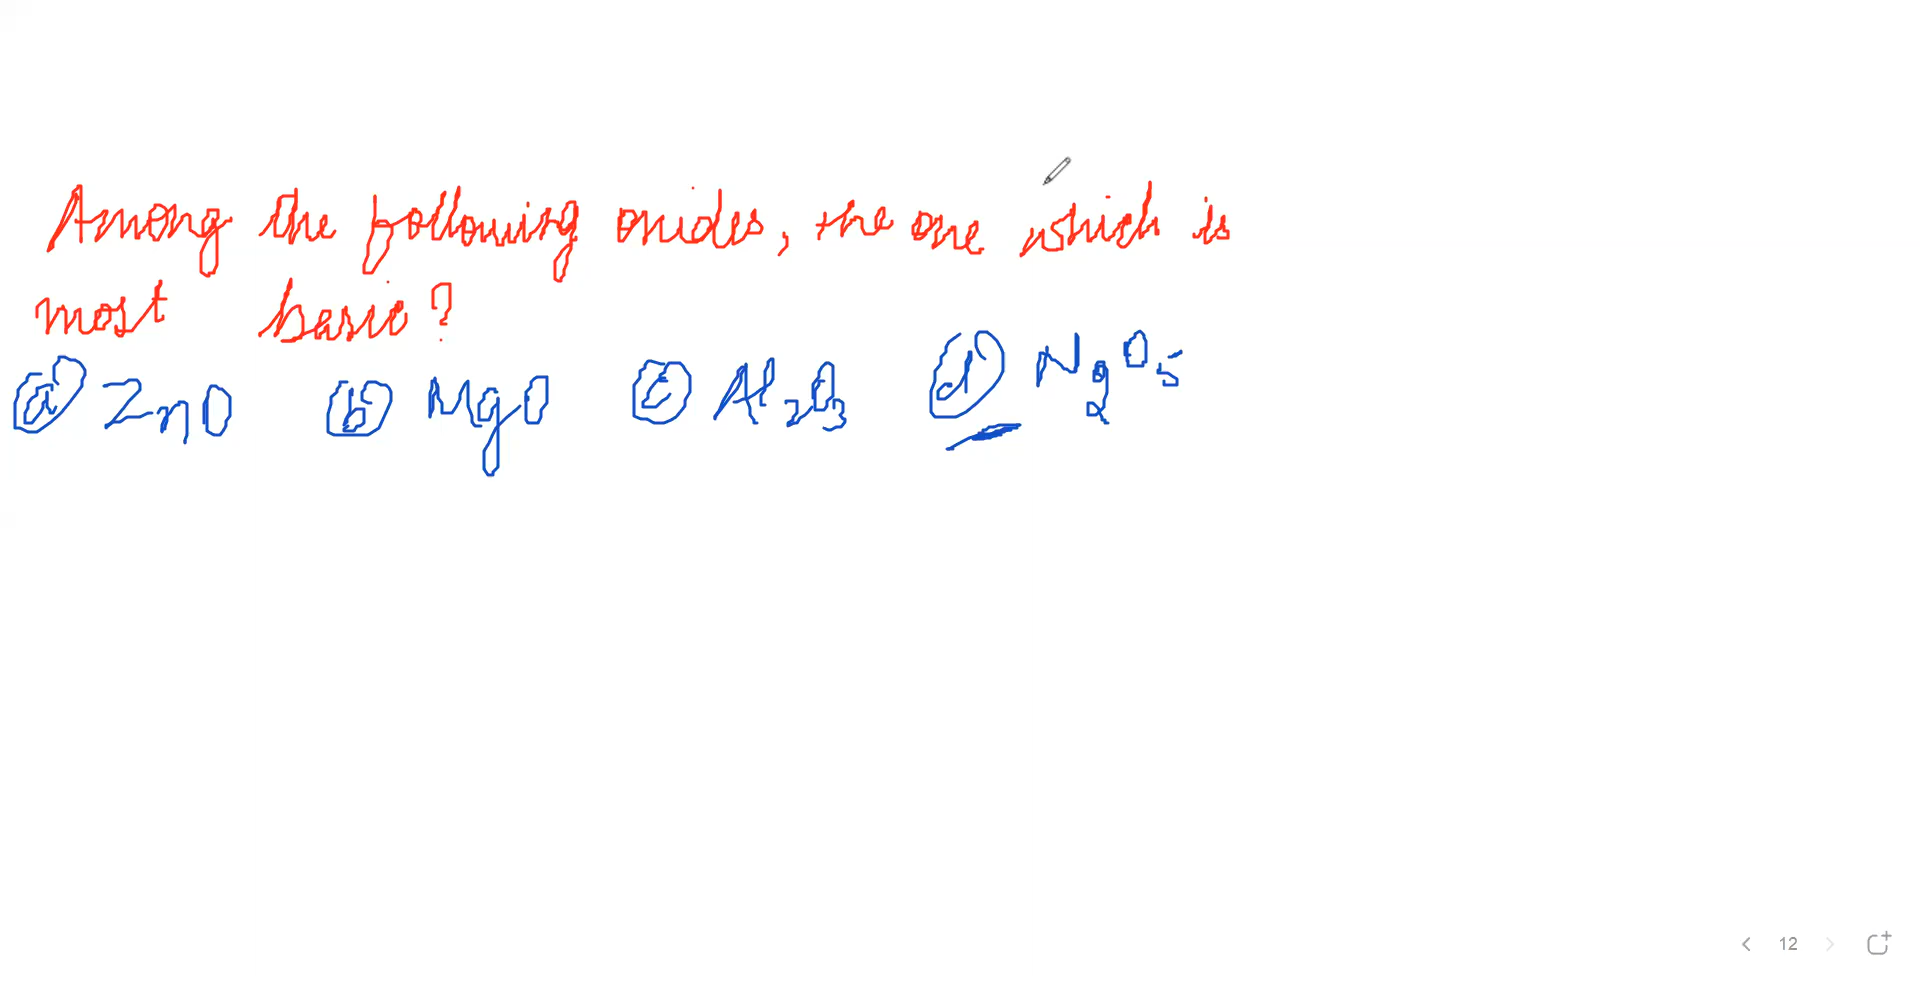 Among the following oxides, the one which is
most basic?
(a) ZnO (b) MgO (c) Al2O3 (d) N2O5
12